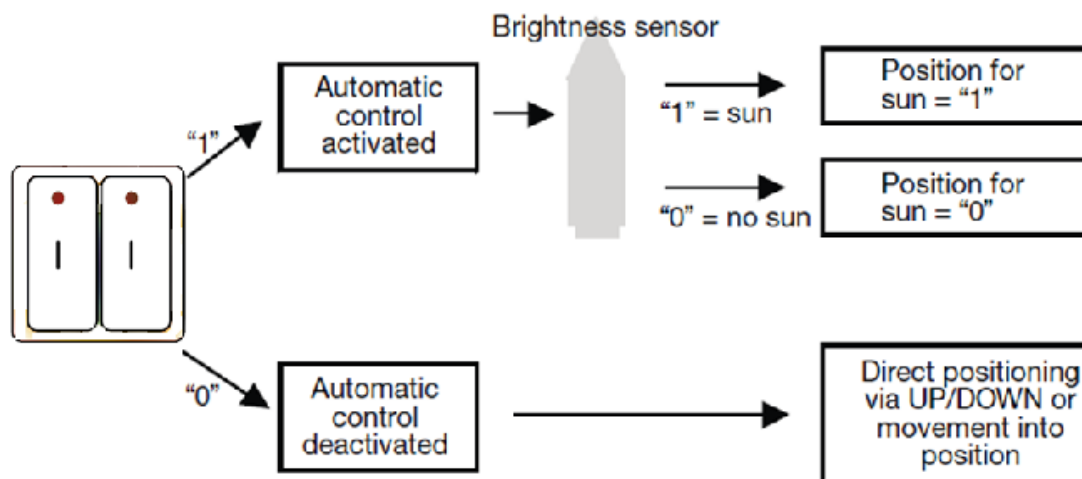 Brightness sensor
Automatic
control
activated
“1”
“1” = sun
Position for
sun = “1”
“0” = no sun
Position for
sun = “0”
“0”
Automatic
control
deactivated
Direct positioning
via UP/DOWN or
movement into
position